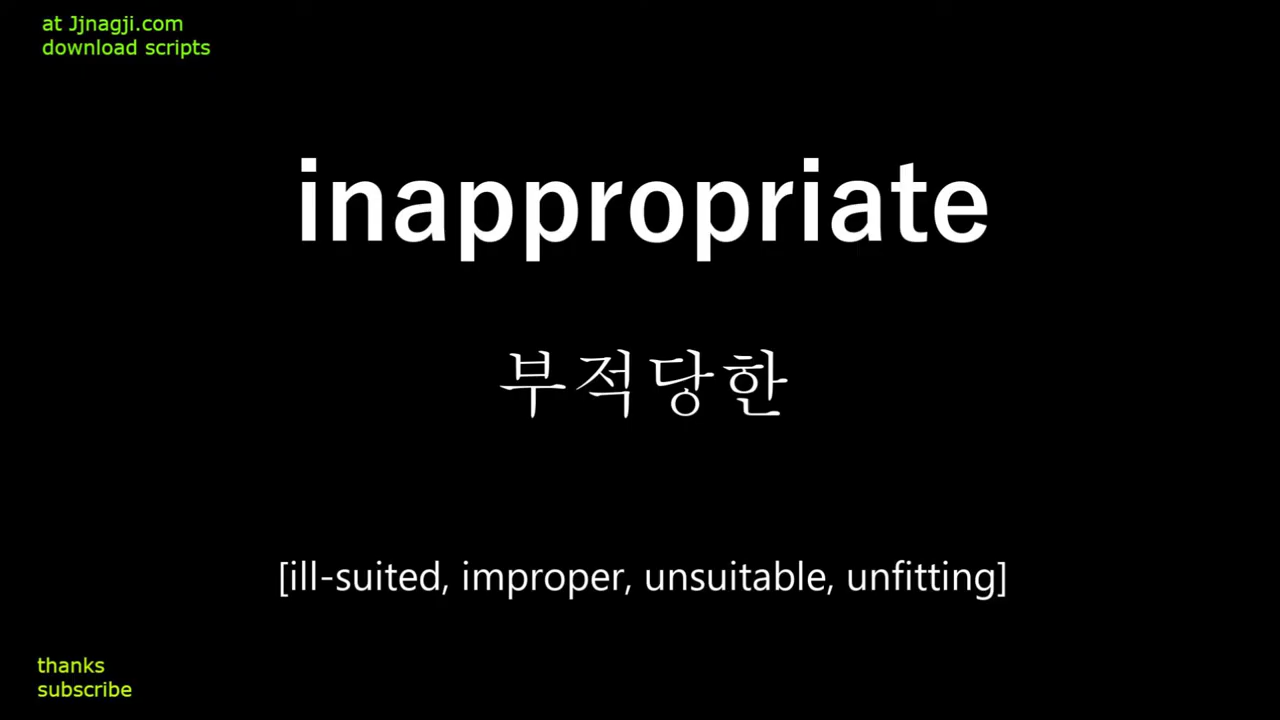 at Jjnagji.com
download scripts
inappropriate
부적당한
[ill-suited, improper, unsuitable, unfitting]
thanks
subscribe